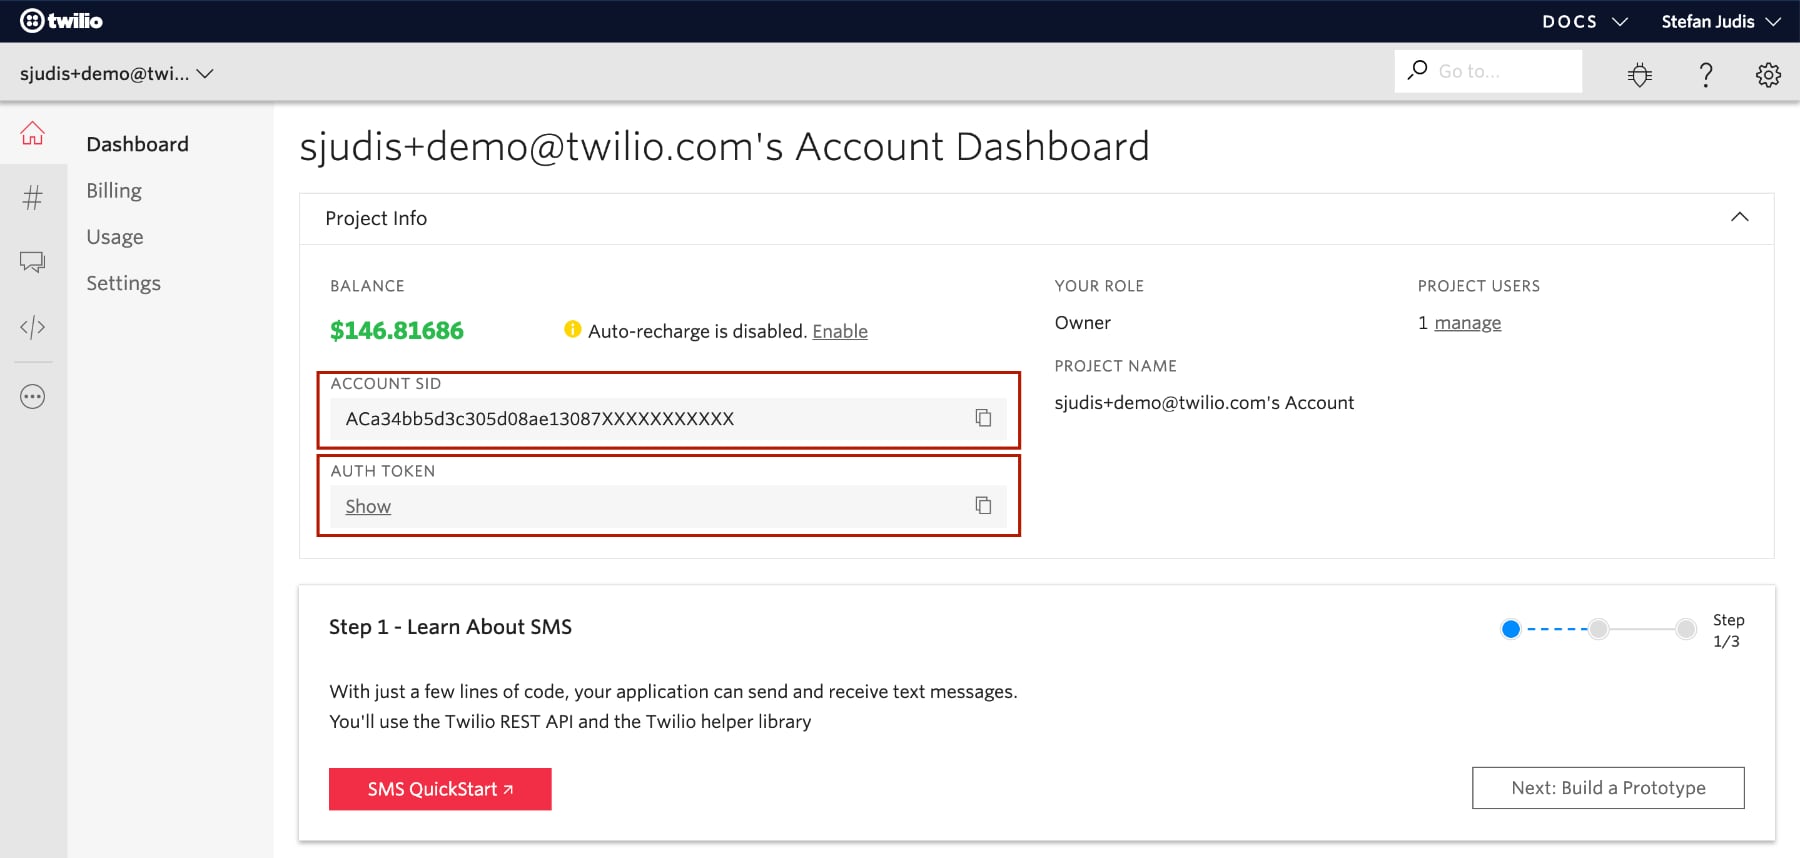 twilio
DOCS
Stefan Judis
sjudis+demo@twi...
Go to...
Dashboard
Billing
Usage
Settings
sjudis+demo@twilio.com's Account Dashboard
Project Info
BALANCE
$146.81686
Auto-recharge is disabled. Enable
YOUR ROLE
Owner
PROJECT USERS
1 manage
PROJECT NAME
sjudis+demo@twilio.com's Account
ACCOUNT SID
ACa34bb5d3c305d08ae13087XXXXXXXXXXX
AUTH TOKEN
Show
Step 1 - Learn About SMS
Step
1/3
With just a few lines of code, your application can send and receive text messages.
You'll use the Twilio REST API and the Twilio helper library
SMS QuickStart ↗
Next: Build a Prototype